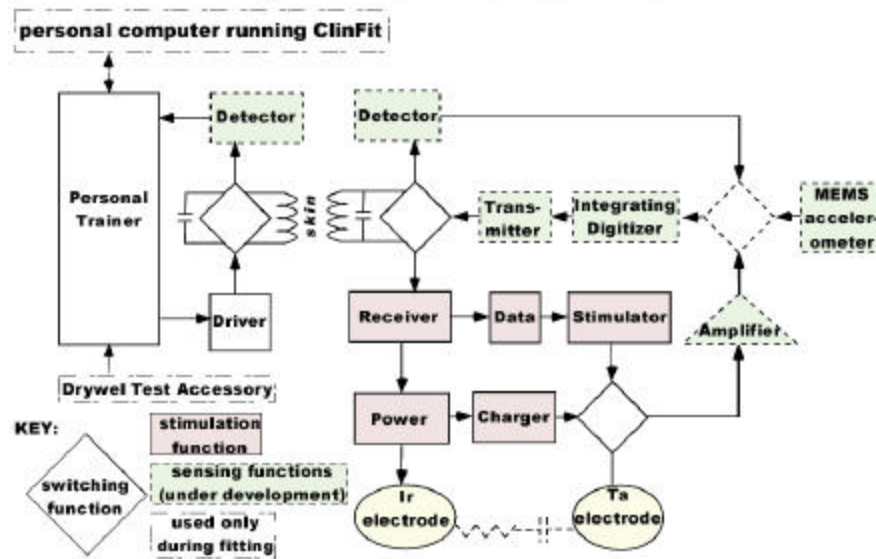 personal computer running ClinFit
Detector
Detector
Personal
Trainer
skin
Trans-
mitter
Integrating
Digitizer
MEMS
acceler-
ometer
Driver
Receiver
Data
Stimulator
Amplifier
Drywel Test Accessory
Power
Charger
KEY:
stimulation
function
switching
function
sensing functions
(under development)
used only
during fitting
Ir
electrode
Ta
electrode